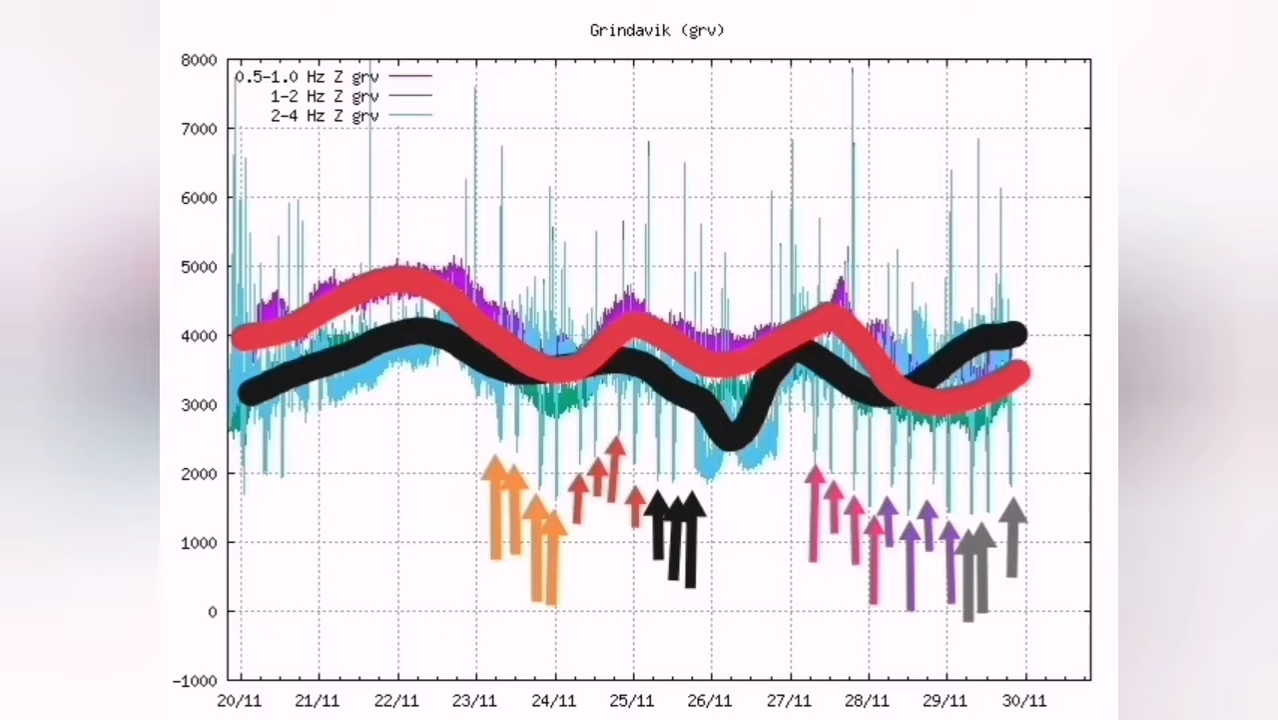 Grindavik (grv)
8000
0.5-1.0 Hz Z grv
1-2 Hz Z grv
2-4 Hz Z grv
7000
6000
5000
4000
3000
2000
1000
0
-1000
20/11 21/11 22/11 23/11 24/11 25/11 26/11 27/11 28/11 29/11 30/11